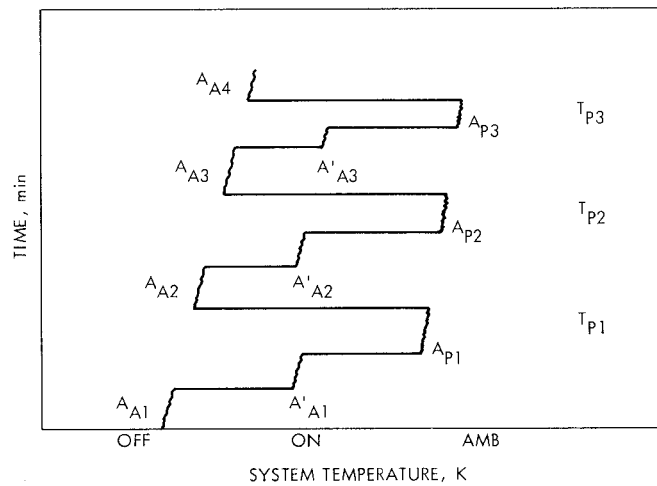 A_A4
T_P3
A_P3
A_A3
A'_A3
T_P2
A_P2
A_A2
A'_A2
T_P1
A_P1
A_A1
A'_A1
TIME, min
OFF ON AMB
SYSTEM TEMPERATURE, K